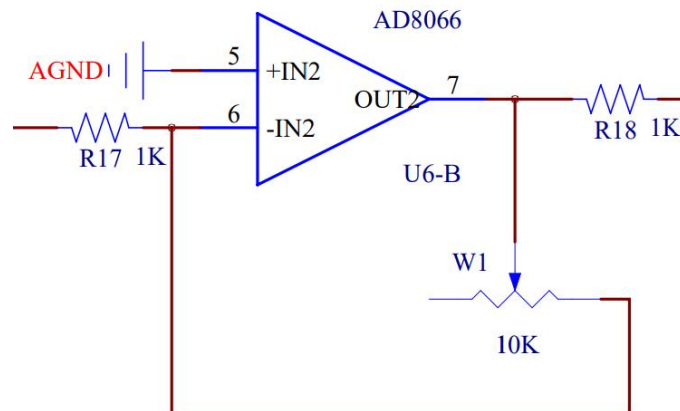 AD8066
5
7
AGND
+IN2
OUT2
6
-IN2
R17 1K
R18 1K
U6-B
W1
10K